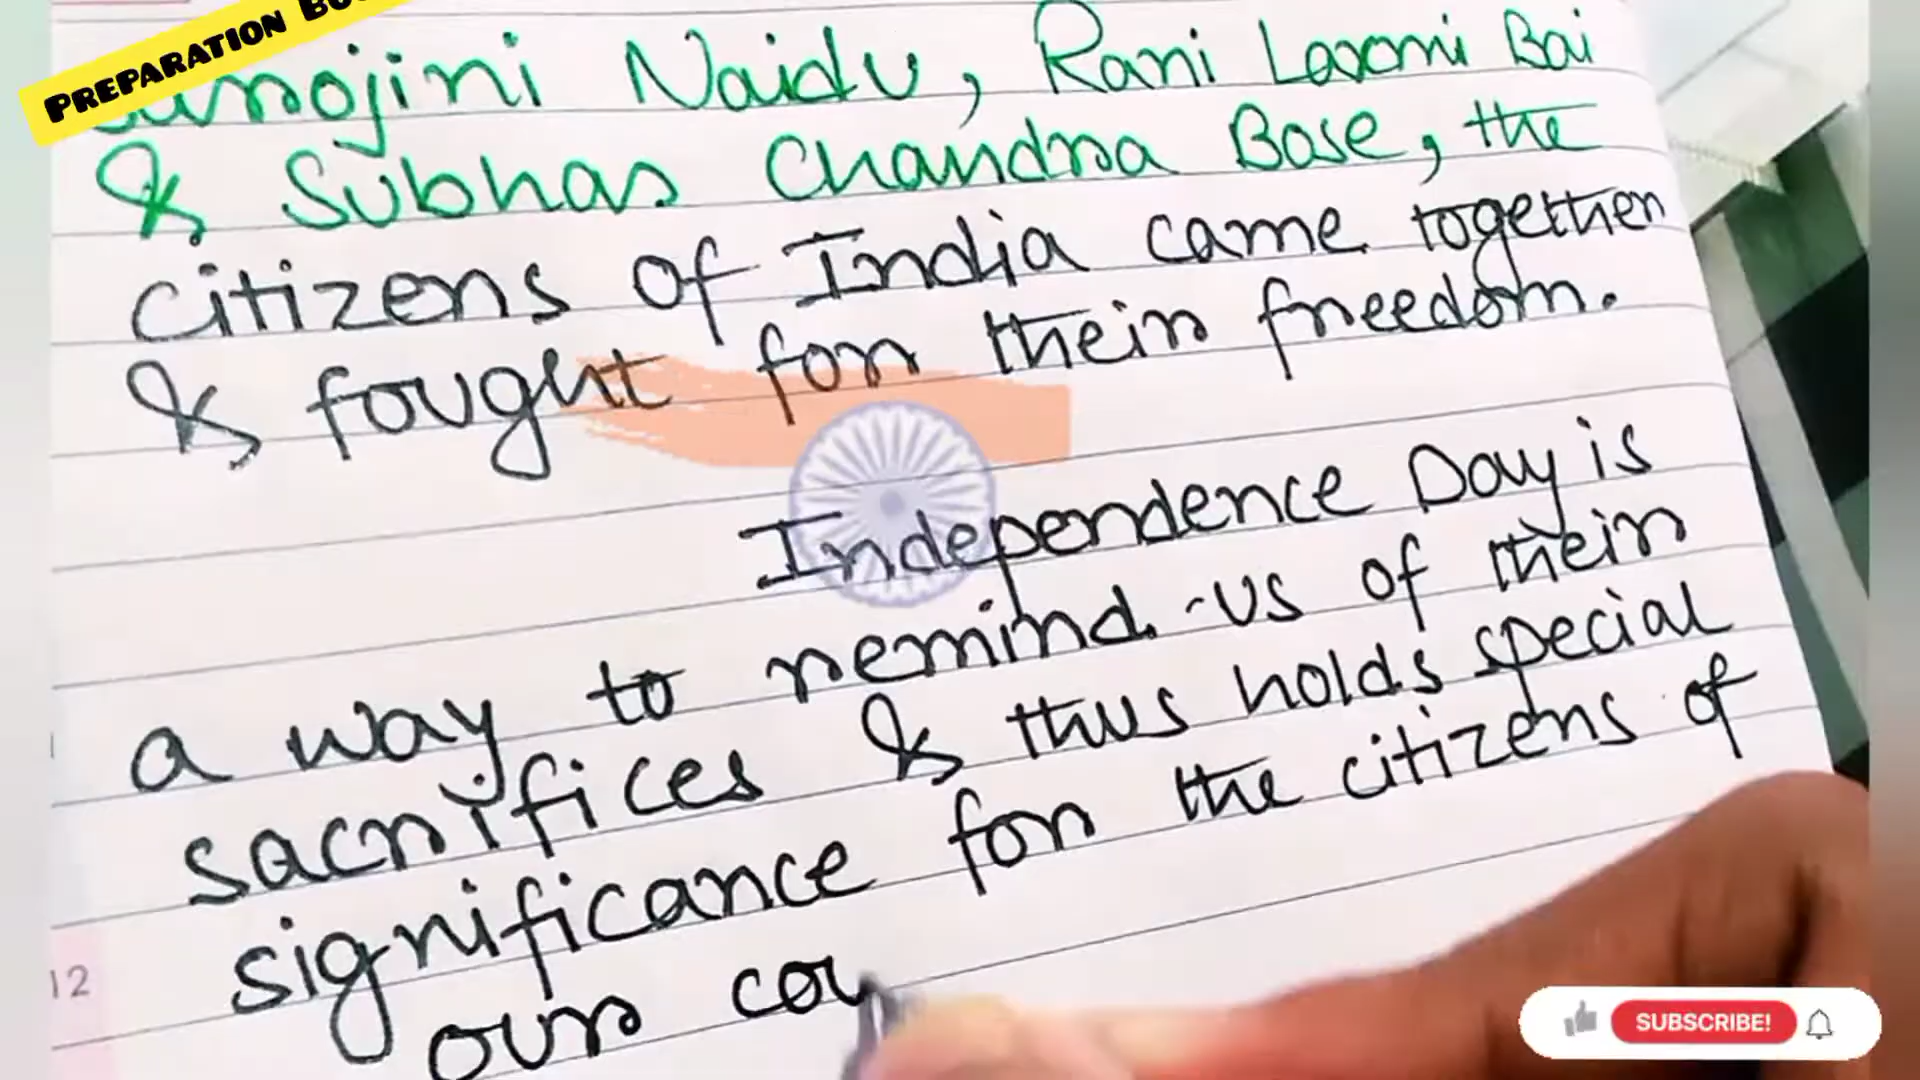 PREPARATION
Sarojini Naidu, Rani Laxmi Bai
& Subhas Chandra Bose, the
citizens of India came together
& fought for their freedom.
Independence Day is
a way to remind us of their
sacrifices & thus holds special
significance for the citizens of
our cou
12
SUBSCRIBE!